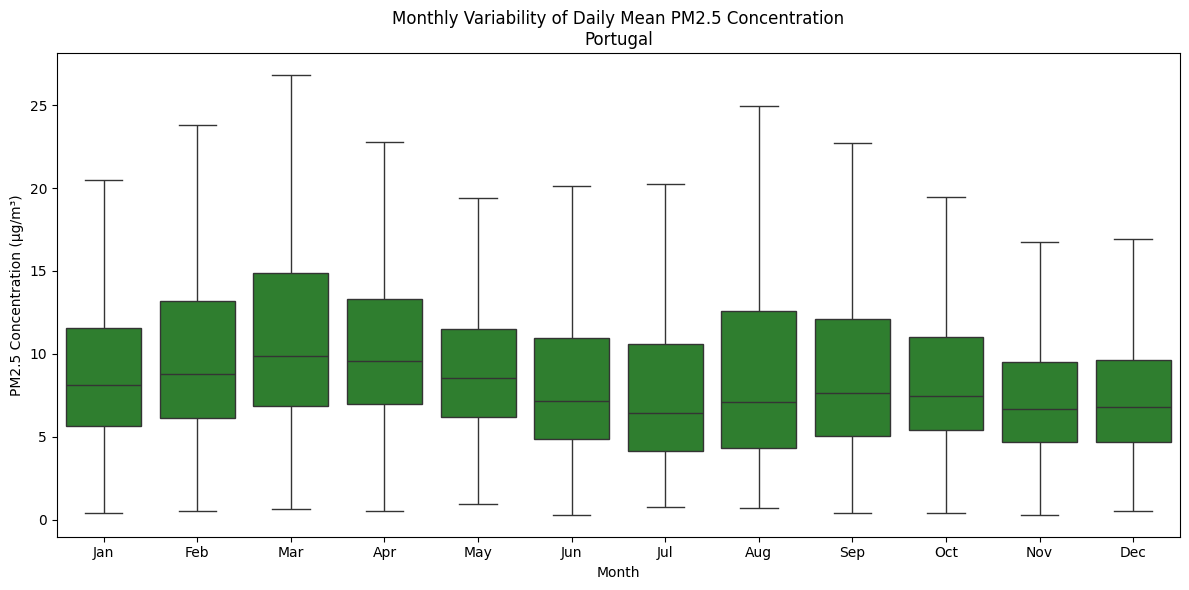 Monthly Variability of Daily Mean PM2.5 Concentration
Portugal
PM2.5 Concentration (µg/m³)
25
20
15
10
5
0
Jan Feb Mar Apr May Jun Jul Aug Sep Oct Nov Dec
Month